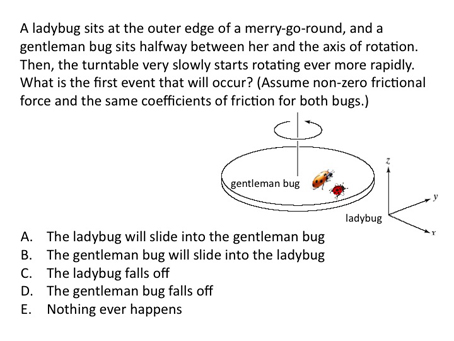 A ladybug sits at the outer edge of a merry-go-round, and a
gentleman bug sits halfway between her and the axis of rotation.
Then, the turntable very slowly starts rotating ever more rapidly.
What is the first event that will occur? (Assume non-zero frictional
force and the same coefficients of friction for both bugs.)
z
gentleman bug
y
ladybug
x
A. The ladybug will slide into the gentleman bug
B. The gentleman bug will slide into the ladybug
C. The ladybug falls off
D. The gentleman bug falls off
E. Nothing ever happens